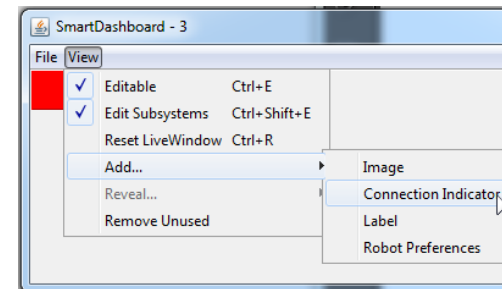 SmartDashboard - 3
File View
Editable Ctrl+E
Edit Subsystems Ctrl+Shift+E
Reset LiveWindow Ctrl+R
Add...
Reveal...
Remove Unused
Image
Connection Indicator
Label
Robot Preferences